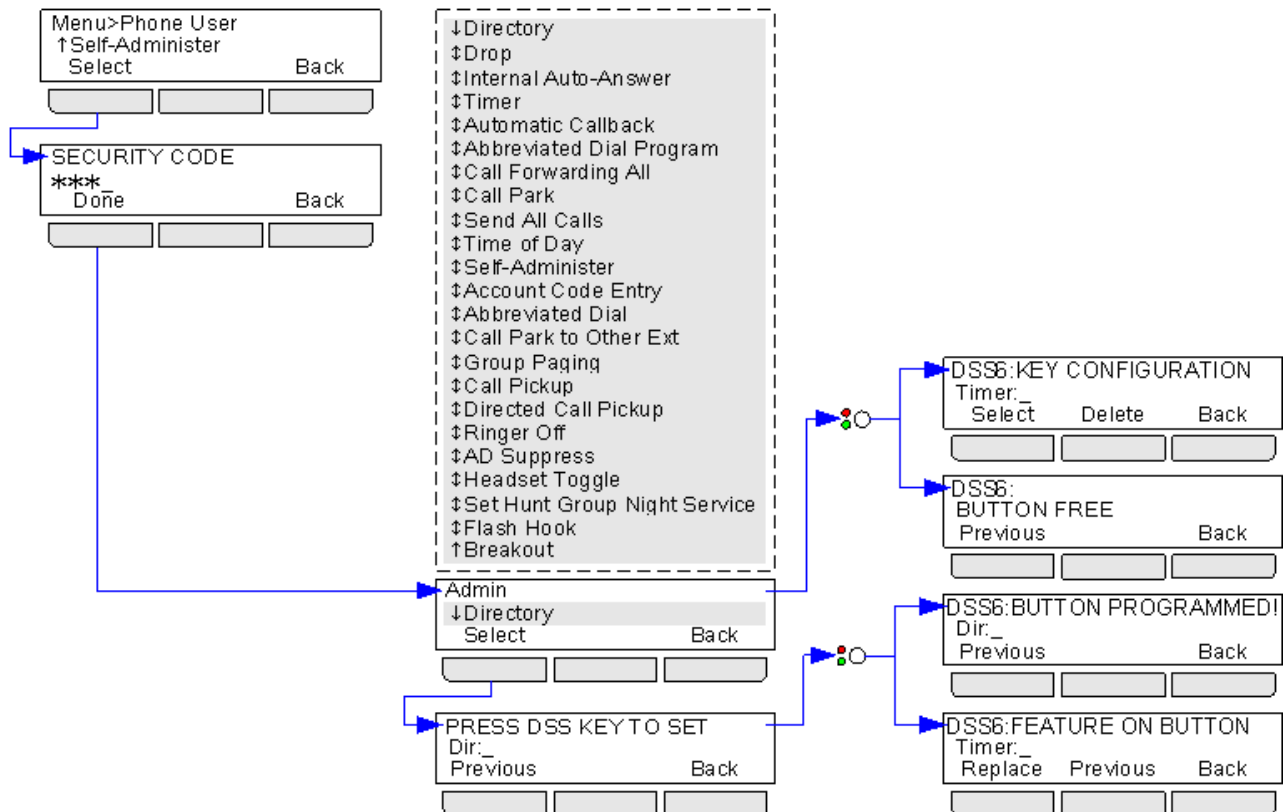 Menu>Phone User
↑Self-Administer
Select Back
SECURITY CODE
***_
Done Back
↓Directory
↕Drop
↕Internal Auto-Answer
↕Timer
↕Automatic Callback
↕Abbreviated Dial Program
↕Call Forwarding All
↕Call Park
↕Send All Calls
↕Time of Day
↕Self-Administer
↕Account Code Entry
↕Abbreviated Dial
↕Call Park to Other Ext
↕Group Paging
↕Call Pickup
↕Directed Call Pickup
↕Ringer Off
↕AD Suppress
↕Headset Toggle
↕Set Hunt Group Night Service
↕Flash Hook
↑Breakout
Admin
↓Directory
Select Back
PRESS DSS KEY TO SET
Dir:_
Previous Back
DSS6:KEY CONFIGURATION
Timer:_
Select Delete Back
DSS6:
BUTTON FREE
Previous Back
DSS6:BUTTON PROGRAMMED!
Dir:_
Previous Back
DSS6:FEATURE ON BUTTON
Timer:_
Replace Previous Back